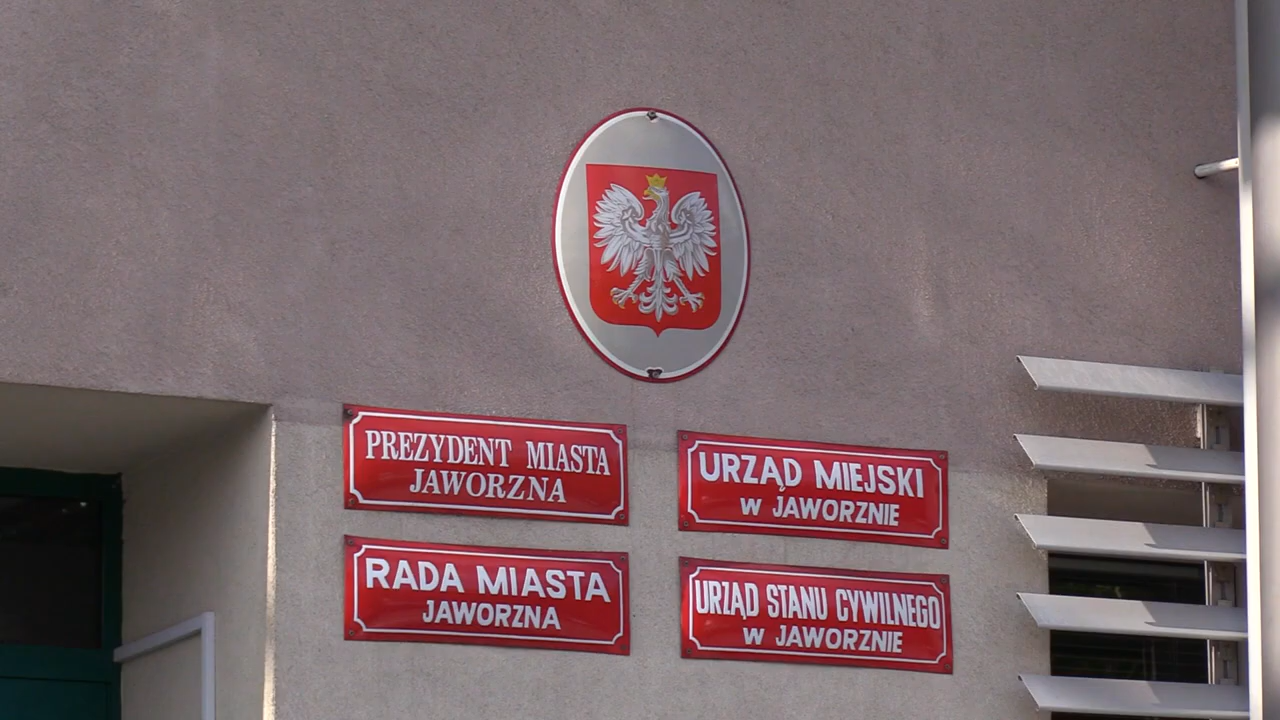 PREZYDENT MIASTA
JAWORZNA
URZĄD MIEJSKI
W JAWORZNIE
RADA MIASTA
JAWORZNA
URZĄD STANU CYWILNEGO
W JAWORZNIE